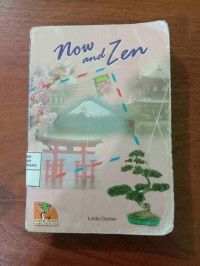 Now
and Zen
Linda Gerber